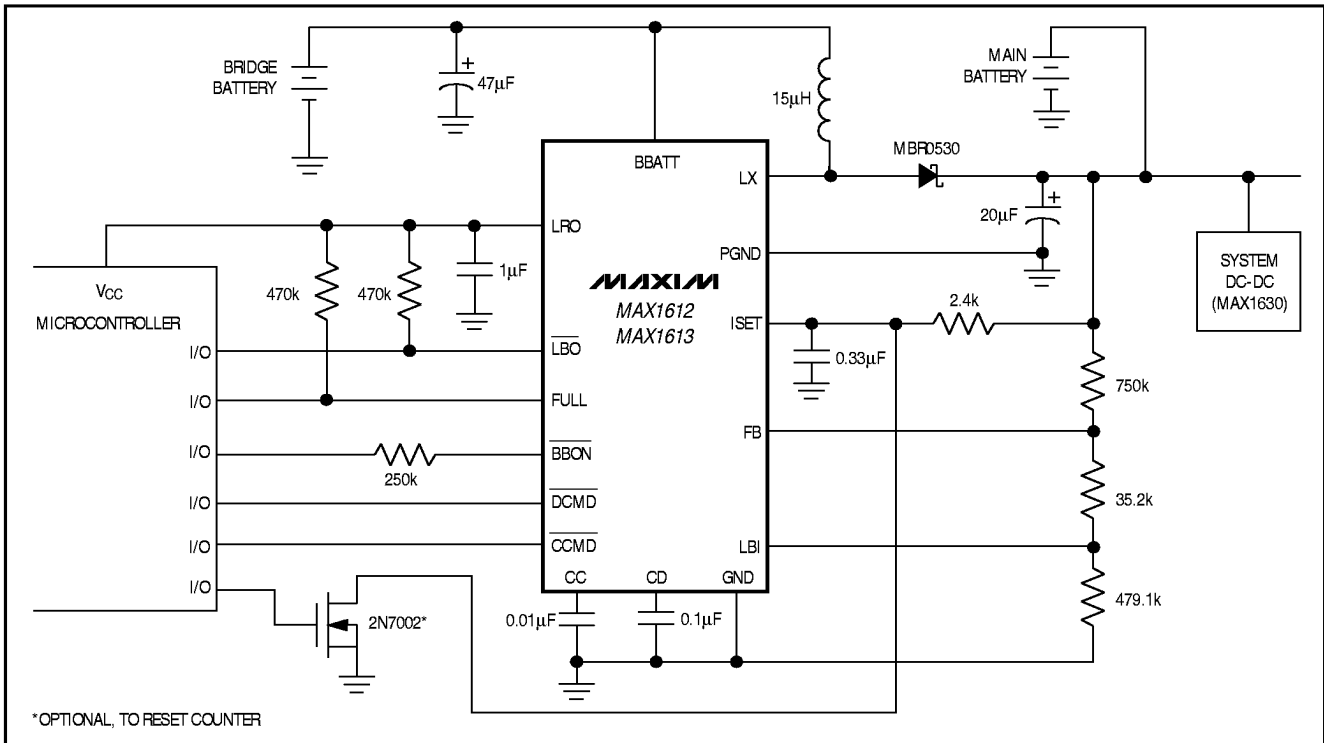 BRIDGE
BATTERY
47µF
15µH
MAIN
BATTERY
MBR0530
BBATT
LX
20µF
PGND
SYSTEM
DC-DC
(MAX1630)
LRO
1µF
470k
470k
VCC
MICROCONTROLLER
MAXIM
MAX1612
MAX1613
ISET
2.4k
0.33µF
750k
I/O
LBO
I/O
FULL
FB
I/O
250k
BBON
35.2k
I/O
DCMD
I/O
CCMD
LBI
I/O
CC
CD
GND
479.1k
2N7002*
0.01µF
0.1µF
*OPTIONAL, TO RESET COUNTER